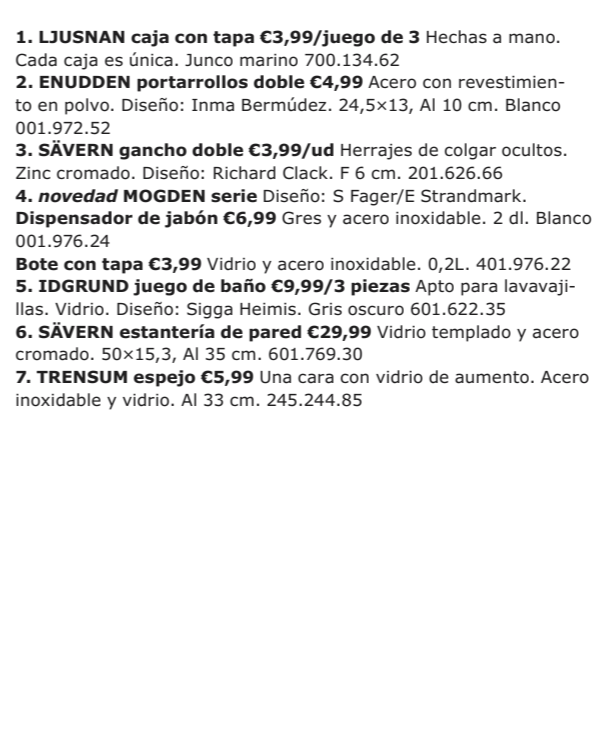 1. LJUSNAN caja con tapa €3,99/juego de 3 Hechas a mano.
Cada caja es única. Junco marino 700.134.62
2. ENUDDEN portarrollos doble €4,99 Acero con revestimien-
to en polvo. Diseño: Inma Bermúdez. 24,5×13, Al 10 cm. Blanco
001.972.52
3. SÄVERN gancho doble €3,99/ud Herrajes de colgar ocultos.
Zinc cromado. Diseño: Richard Clack. F 6 cm. 201.626.66
4. novedad MOGDEN serie Diseño: S Fager/E Strandmark.
Dispensador de jabón €6,99 Gres y acero inoxidable. 2 dl. Blanco
001.976.24
Bote con tapa €3,99 Vidrio y acero inoxidable. 0,2L. 401.976.22
5. IDGRUND juego de baño €9,99/3 piezas Apto para lavavaji-
llas. Vidrio. Diseño: Sigga Heimis. Gris oscuro 601.622.35
6. SÄVERN estantería de pared €29,99 Vidrio templado y acero
cromado. 50×15,3, Al 35 cm. 601.769.30
7. TRENSUM espejo €5,99 Una cara con vidrio de aumento. Acero
inoxidable y vidrio. Al 33 cm. 245.244.85